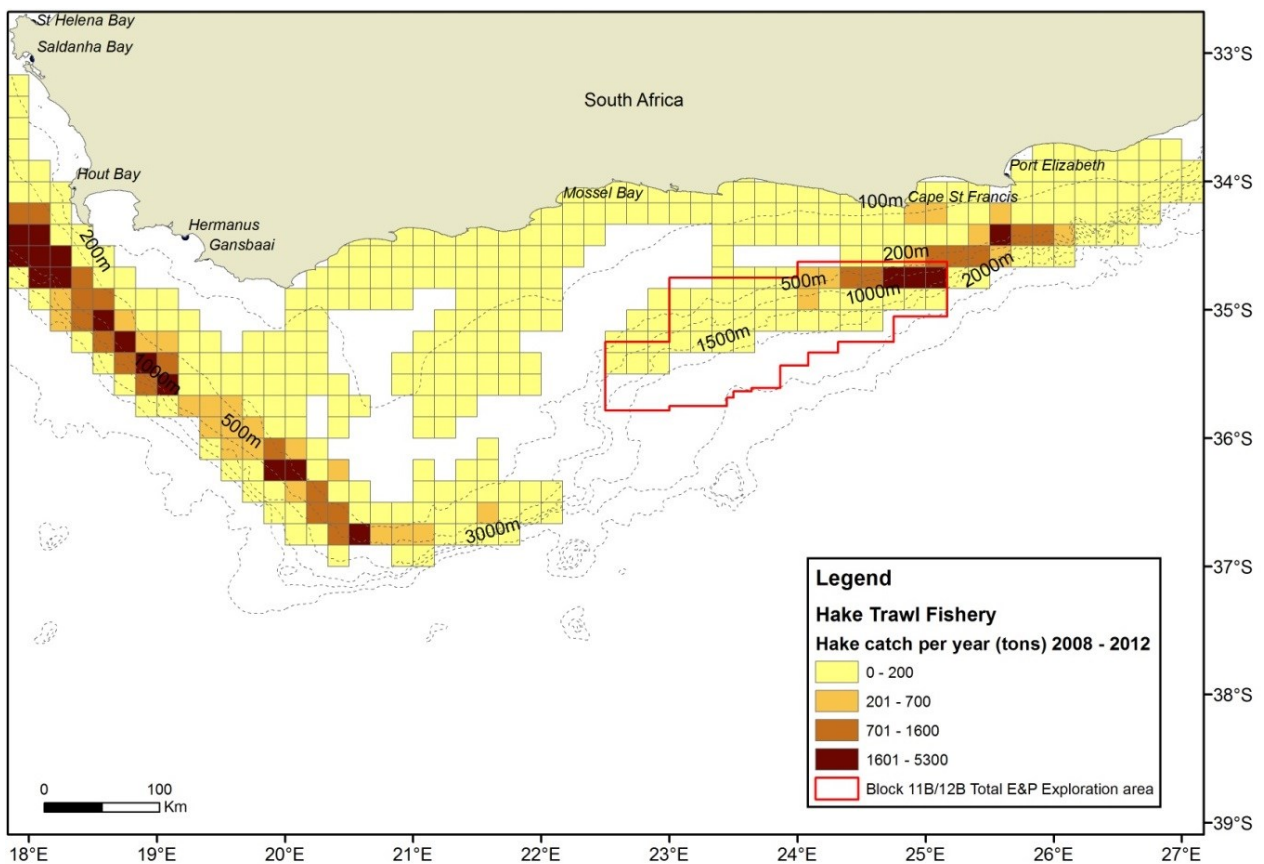 St Helena Bay
Saldanha Bay
33°S
South Africa
Port Elizabeth
Hout Bay
Mossel Bay
34°S
100m Cape St Francis
Hermanus
200m
Gansbaai
200m
2000m
500m
1000m
35°S
1500m
1000m
500m
36°S
3000m
37°S
Legend
Hake Trawl Fishery
Hake catch per year (tons) 2008 - 2012
0 - 200
201 - 700
38°S
701 - 1600
1601 - 5300
0 100
Km
Block 11B/12B Total E&P Exploration area
39°S
18°E 19°E 20°E 21°E 22°E 23°E 24°E 25°E 26°E 27°E